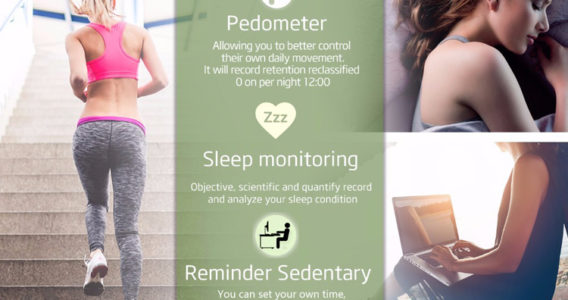 Pedometer
Allowing you to better control
their own daily movement.
It will record retention reclassified
0 on per night 12:00
Zzz
Sleep monitoring
Objective, scientific and quantify record
and analyze your sleep condition
Reminder Sedentary
You can set your own time,